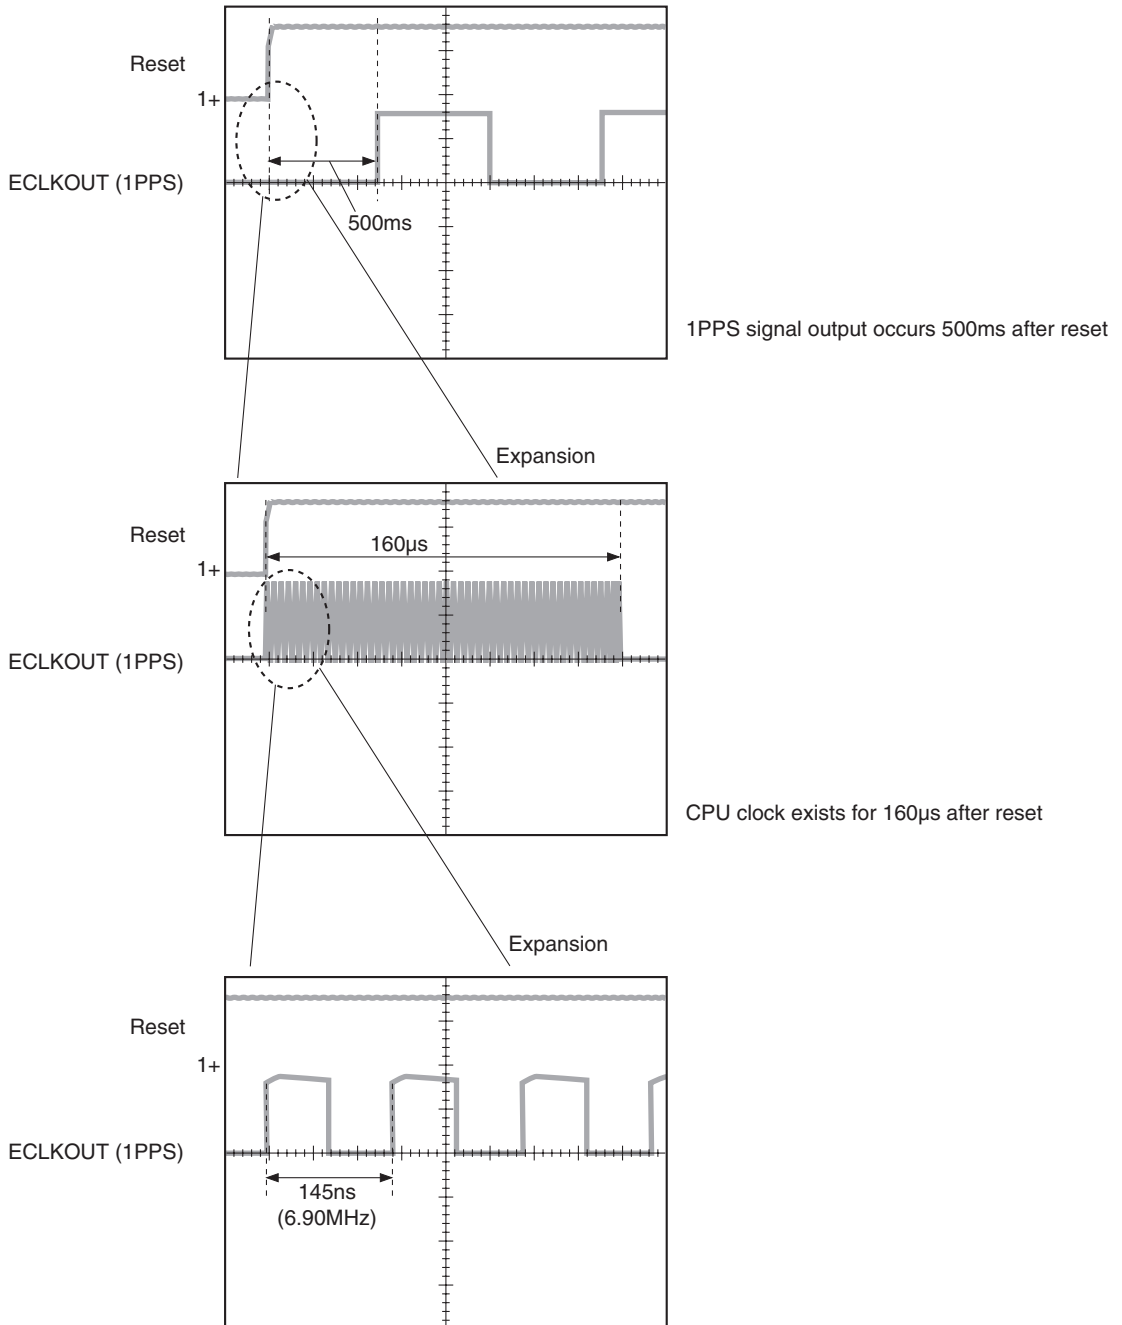 Reset
1+
ECLKOUT (1PPS)
500ms
1PPS signal output occurs 500ms after reset
Expansion
Reset
160µs
1+
ECLKOUT (1PPS)
CPU clock exists for 160µs after reset
Expansion
Reset
1+
ECLKOUT (1PPS)
145ns
(6.90MHz)